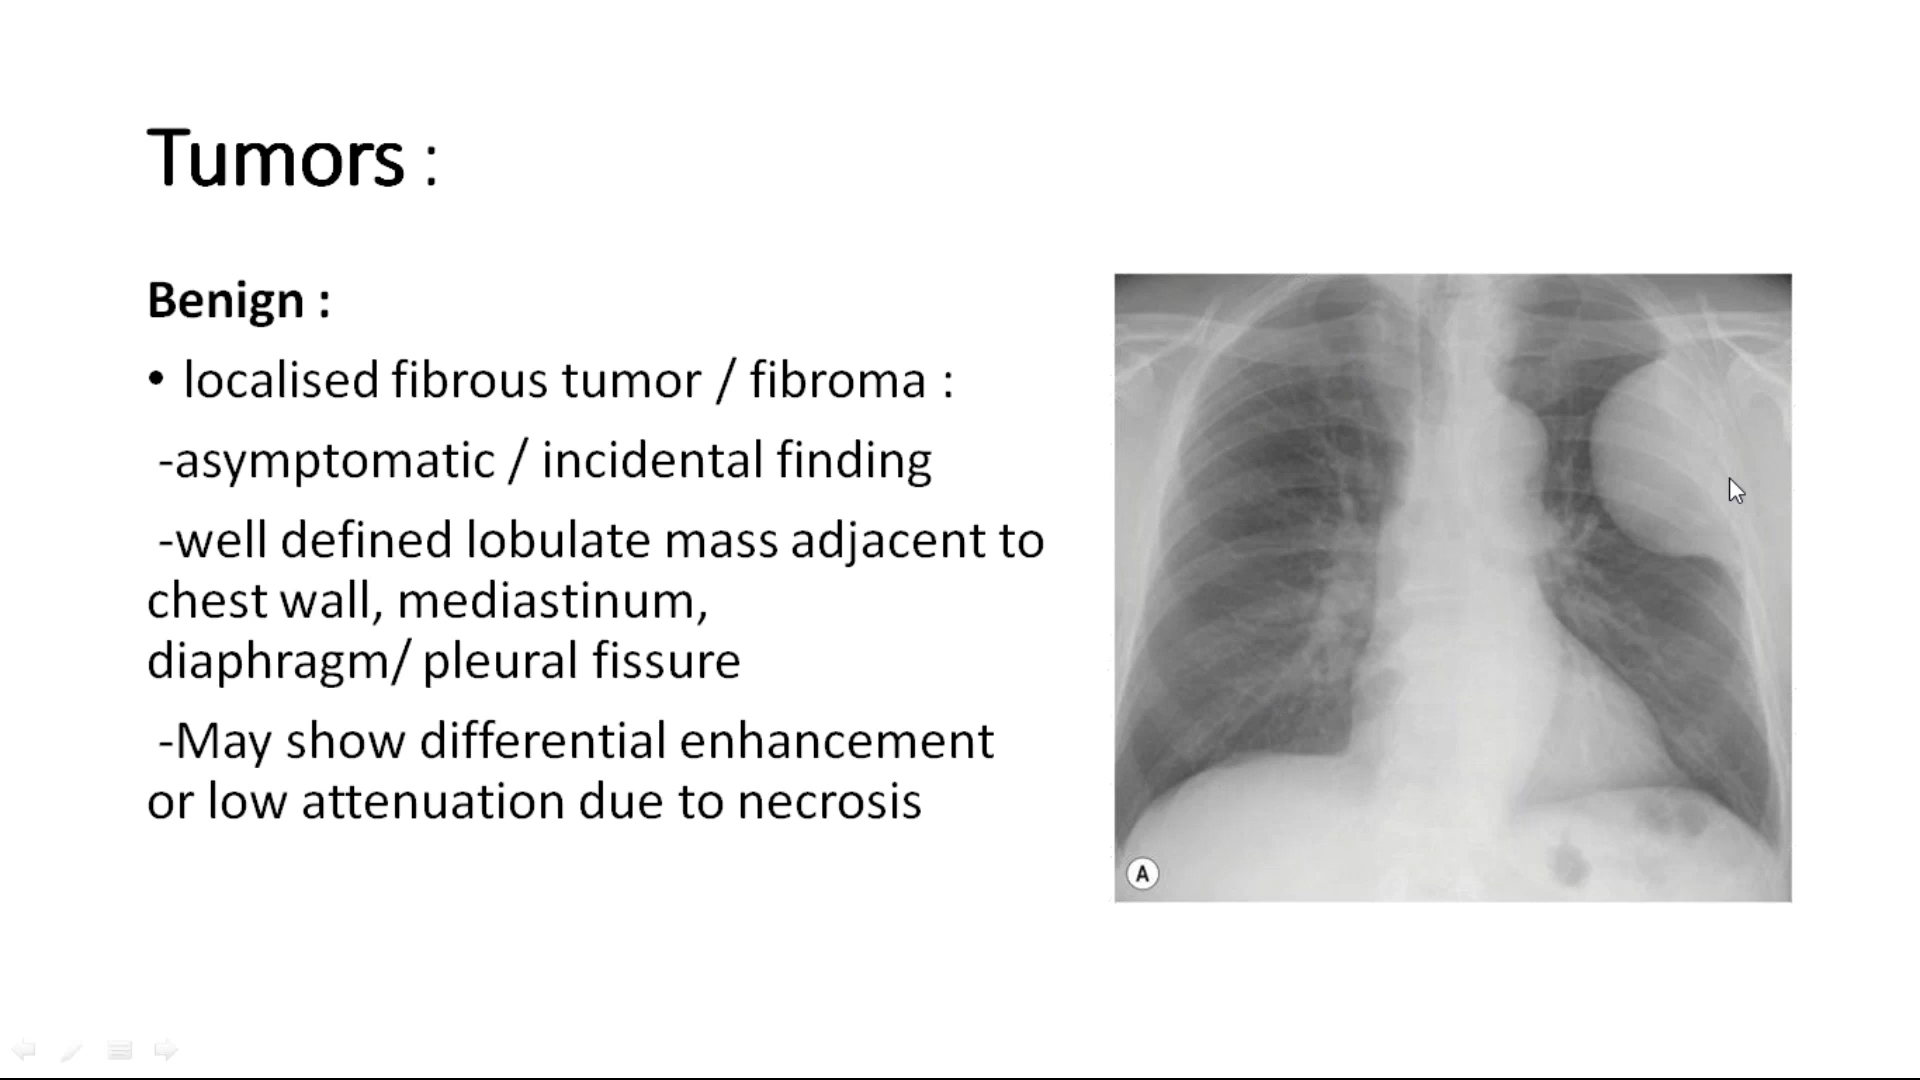 Tumors :
Benign :
• localised fibrous tumor / fibroma :
-asymptomatic / incidental finding
-well defined lobulate mass adjacent to
chest wall, mediastinum,
diaphragm/ pleural fissure
-May show differential enhancement
or low attenuation due to necrosis
A